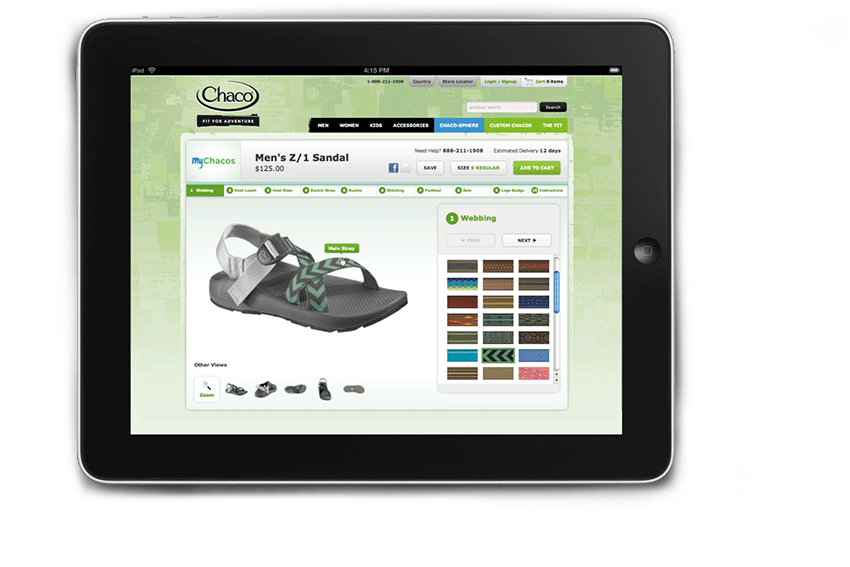 iPad
4:15 PM
1-888-211-1908 Country Store Locator Login / Signup Cart 0 items
Chaco
FIT FOR ADVENTURE
product search Search
MEN WOMEN KIDS ACCESSORIES CHACO-SPHERE CUSTOM CHACOS THE FIT
myChacos
Men's Z/1 Sandal
$125.00
Need Help? 888-211-1908 Estimated Delivery 12 days
SAVE SIZE 9 REGULAR ADD TO CART
1 Webbing 2 Heel Leash 3 Heel Riser 4 Buckle Strap 5 Buckle 6 Stitching 7 Footbed 8 Sole 9 Logo Badge 10 Instructions
Main Strap
1 Webbing
PREV NEXT
Other Views
Zoom